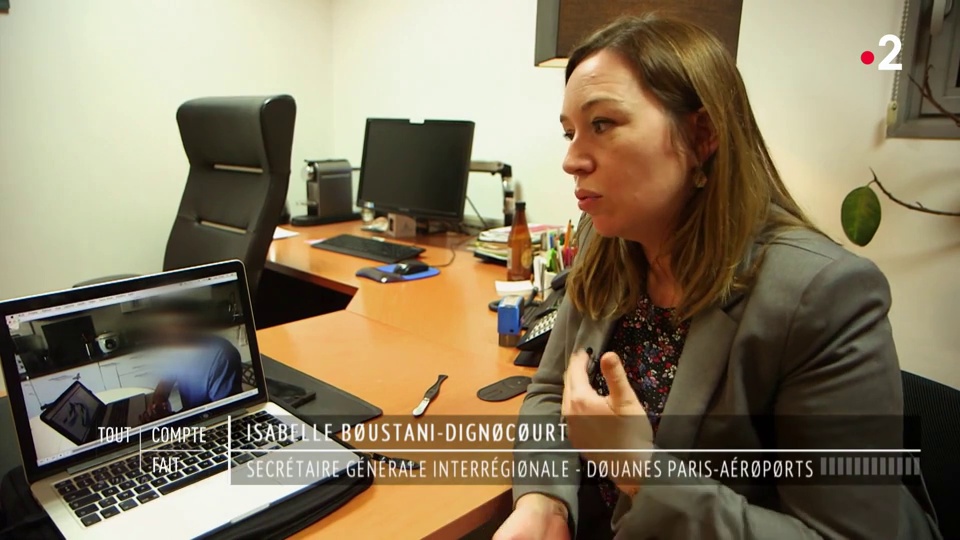 2
TOUT COMPTE
FAIT
ISABELLE BØUSTANI-DIGNØCØURT
SECRÉTAIRE GÉNÉRALE INTERRÉGIØNALE - DØUANES PARIS-AÉRØPØRTS